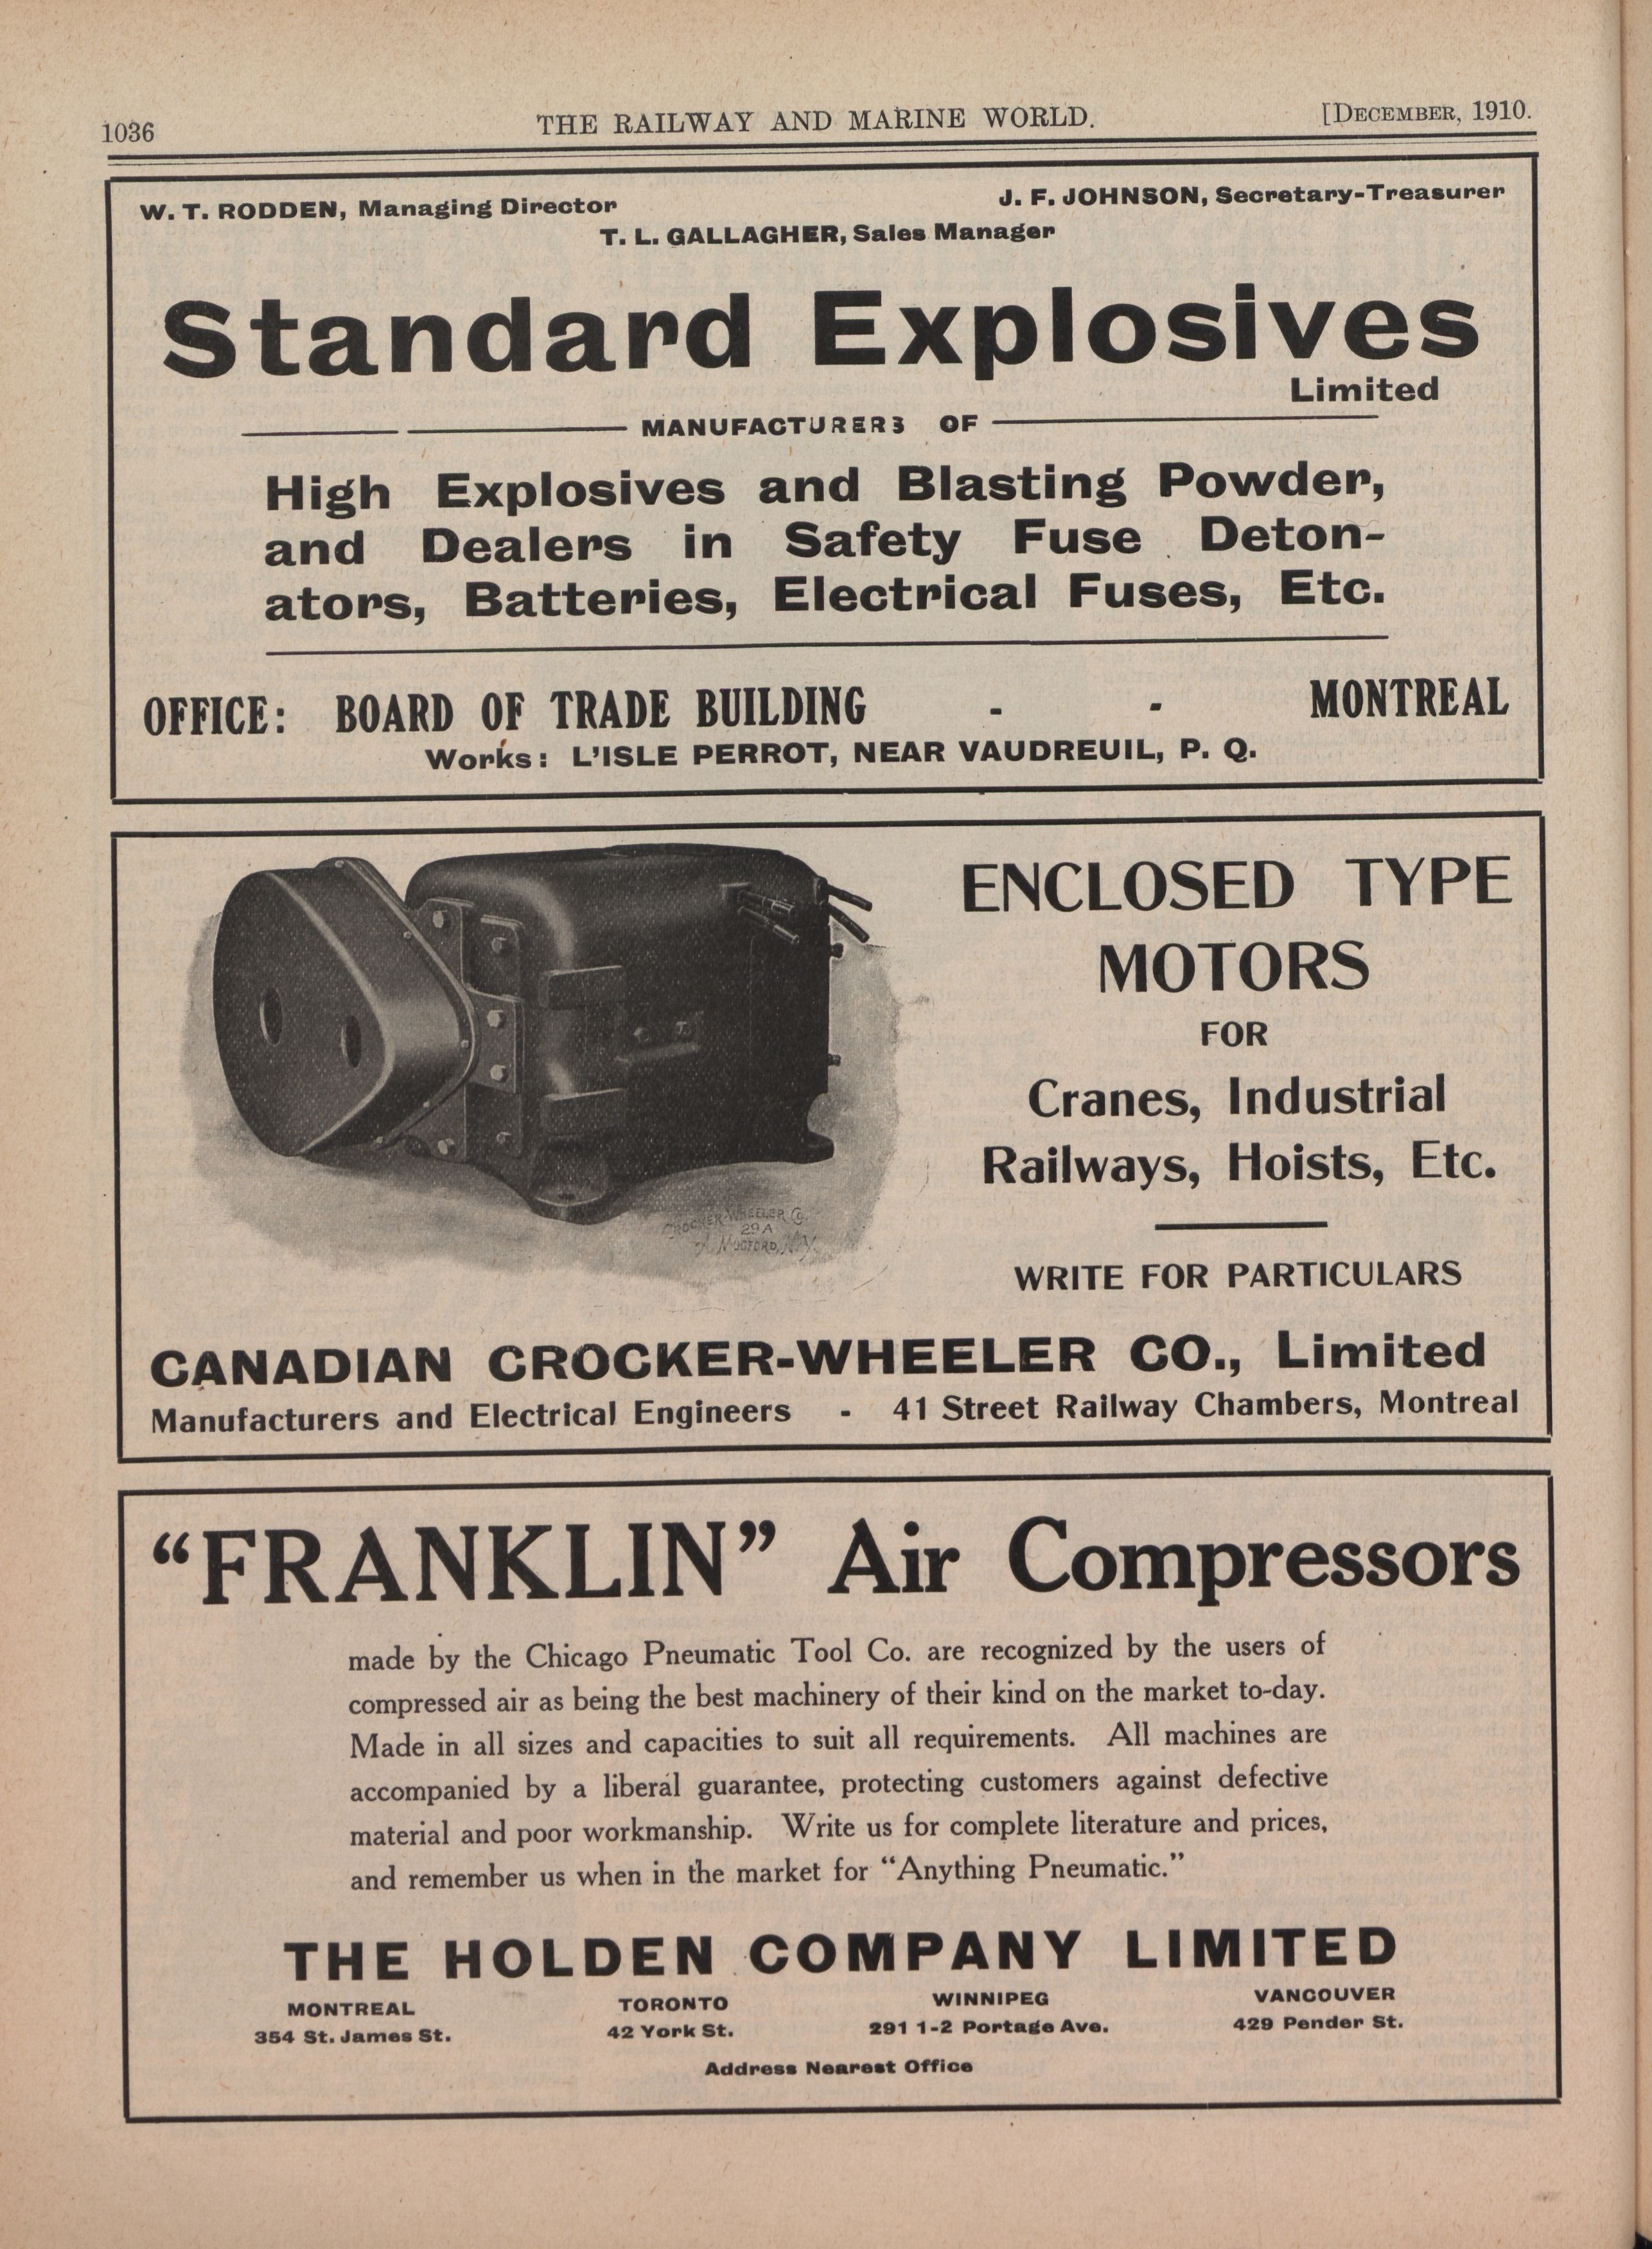 1036
THE RAILWAY AND MARINE WORLD.
[DECEMBER, 1910.
W. T. RODDEN, Managing Director
J. F. JOHNSON, Secretary-Treasurer
T. L. GALLAGHER, Sales Manager
Standard Explosives
Limited
MANUFACTURERS OF
High Explosives and Blasting Powder,
and Dealers in Safety Fuse Deton-
ators, Batteries, Electrical Fuses, Etc.
OFFICE: BOARD OF TRADE BUILDING - - MONTREAL
Works: L'ISLE PERROT, NEAR VAUDREUIL, P. Q.
ENCLOSED TYPE
MOTORS
FOR
Cranes, Industrial
Railways, Hoists, Etc.
WRITE FOR PARTICULARS
CROCKER-WHEELER Co.
29A
A. MUGFORD, N.Y.
CANADIAN CROCKER-WHEELER CO., Limited
Manufacturers and Electrical Engineers - 41 Street Railway Chambers, Montreal
"FRANKLIN" Air Compressors
made by the Chicago Pneumatic Tool Co. are recognized by the users of
compressed air as being the best machinery of their kind on the market to-day.
Made in all sizes and capacities to suit all requirements. All machines are
accompanied by a liberal guarantee, protecting customers against defective
material and poor workmanship. Write us for complete literature and prices,
and remember us when in the market for "Anything Pneumatic."
THE HOLDEN COMPANY LIMITED
MONTREAL TORONTO WINNIPEG VANCOUVER
354 St. James St. 42 York St. 291 1-2 Portage Ave. 429 Pender St.
Address Nearest Office